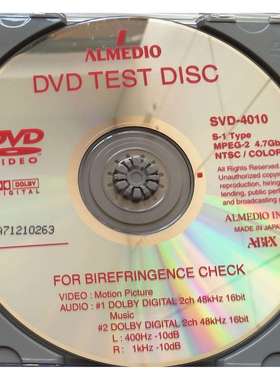 ALMEDIO
DVD TEST DISC
DVD
VIDEO
DOLBY
DIGITAL
A71210263
SVD-4010
S-1 Type
MPEG-2 4.7Gb
NTSC / COLOR
All Rights Reserved
Unauthorized copying
reproduction, hiring
lending, public perf
and broadcasting p
ALMEDIO IN
MADE IN JAPAN
ABEX
FOR BIREFRINGENCE CHECK
VIDEO : Motion Picture
AUDIO : #1 DOLBY DIGITAL 2ch 48kHz 16bit
Music
#2 DOLBY DIGITAL 2ch 48kHz 16bit
L : 400Hz -10dB
R : 1kHz -10dB